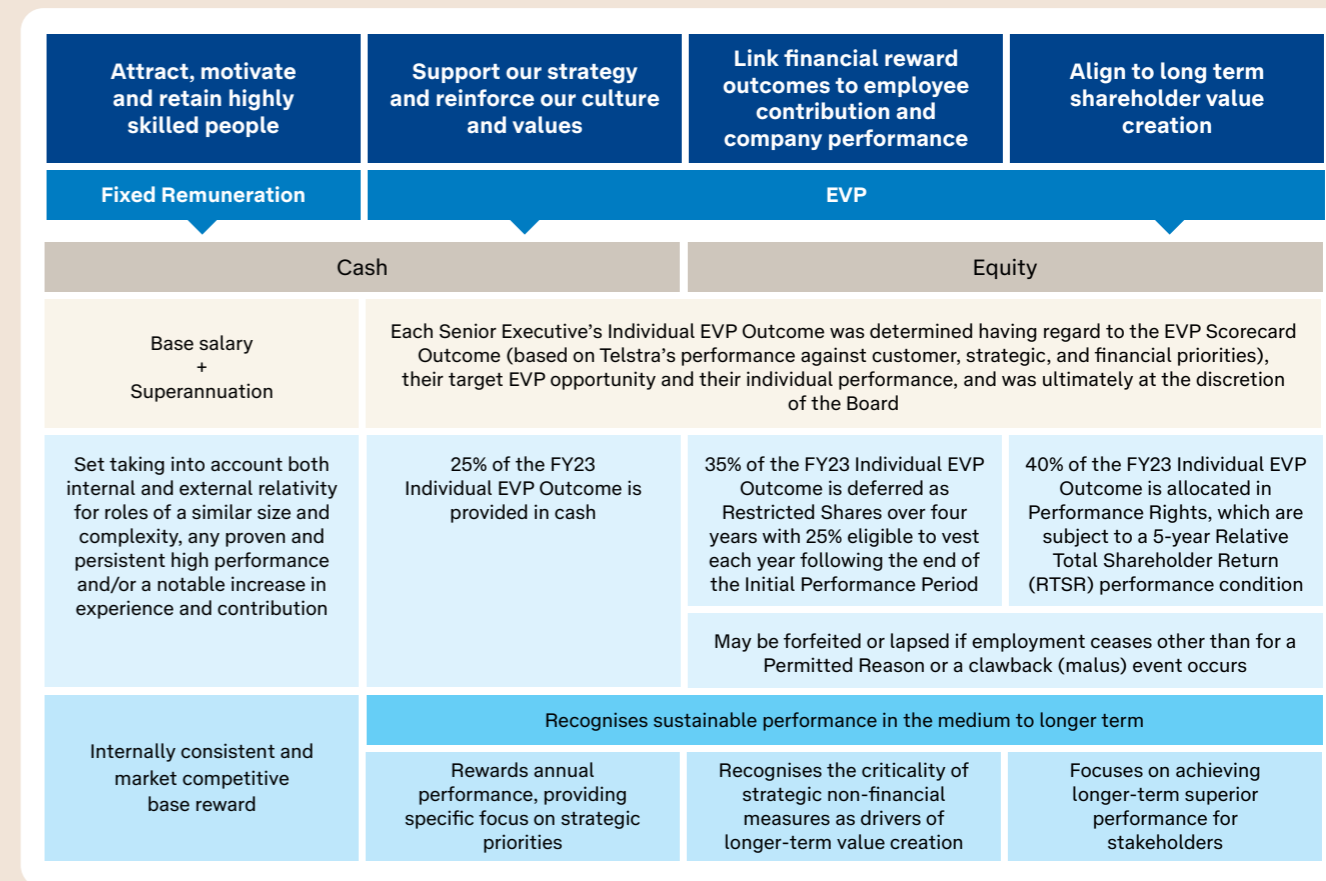 Attract, motivate
and retain highly
skilled people
Support our strategy
and reinforce our culture
and values
Link financial reward
outcomes to employee
contribution and
company performance
Align to long term
shareholder value
creation
Fixed Remuneration
EVP
Cash
Equity
Base salary
+
Superannuation
Each Senior Executive’s Individual EVP Outcome was determined having regard to the EVP Scorecard
Outcome (based on Telstra’s performance against customer, strategic, and financial priorities),
their target EVP opportunity and their individual performance, and was ultimately at the discretion
of the Board
Set taking into account both
internal and external relativity
for roles of a similar size and
complexity, any proven and
persistent high performance
and/or a notable increase in
experience and contribution
25% of the FY23
Individual EVP Outcome is
provided in cash
35% of the FY23 Individual EVP
Outcome is deferred as
Restricted Shares over four
years with 25% eligible to vest
each year following the end of
the Initial Performance Period
40% of the FY23 Individual EVP
Outcome is allocated in
Performance Rights, which are
subject to a 5-year Relative
Total Shareholder Return
(RTSR) performance condition
May be forfeited or lapsed if employment ceases other than for a
Permitted Reason or a clawback (malus) event occurs
Internally consistent and
market competitive
base reward
Recognises sustainable performance in the medium to longer term
Rewards annual
performance, providing
specific focus on strategic
priorities
Recognises the criticality of
strategic non-financial
measures as drivers of
longer-term value creation
Focuses on achieving
longer-term superior
performance for
stakeholders